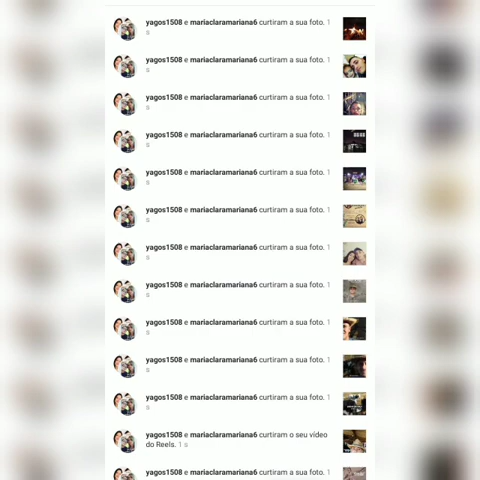 yagos1508 e mariaclaramariana6 curtiram a sua foto. 1
s
yagos1508 e mariaclaramariana6 curtiram a sua foto. 1
s
yagos1508 e mariaclaramariana6 curtiram a sua foto. 1
s
yagos1508 e mariaclaramariana6 curtiram a sua foto. 1
s
yagos1508 e mariaclaramariana6 curtiram a sua foto. 1
s
yagos1508 e mariaclaramariana6 curtiram a sua foto. 1
s
yagos1508 e mariaclaramariana6 curtiram a sua foto. 1
s
yagos1508 e mariaclaramariana6 curtiram a sua foto. 1
s
yagos1508 e mariaclaramariana6 curtiram a sua foto. 1
s
yagos1508 e mariaclaramariana6 curtiram a sua foto. 1
s
yagos1508 e mariaclaramariana6 curtiram a sua foto. 1
s
yagos1508 e mariaclaramariana6 curtiram o seu vídeo
do Reels. 1 s
yagos1508 e mariaclaramariana6 curtiram a sua foto. 1